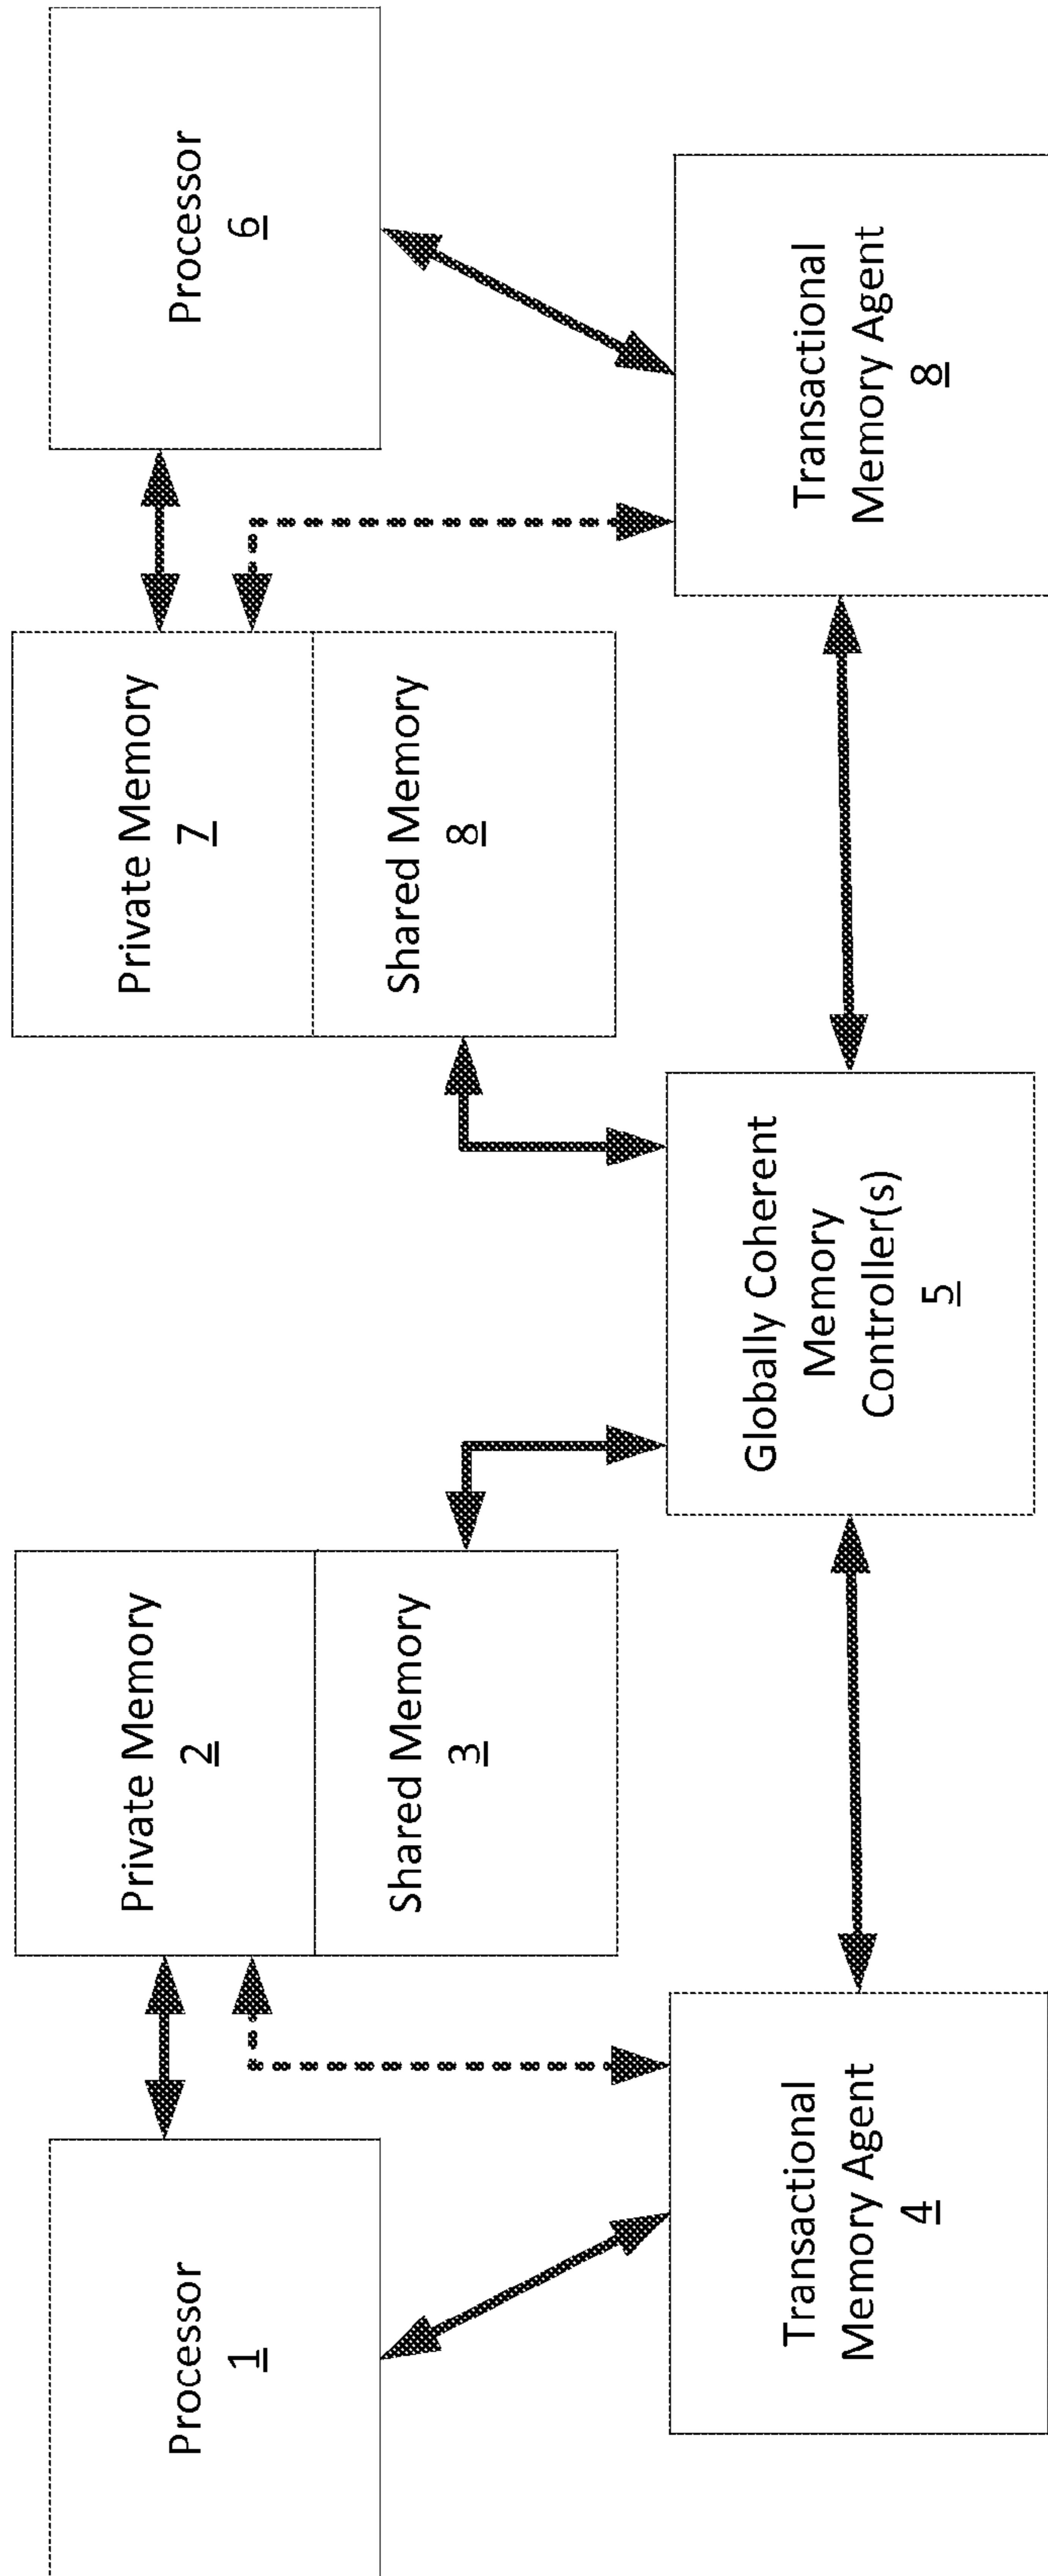 Processor
1
Private Memory
2
Shared Memory
3
Transactional
Memory Agent
4
Globally Coherent
Memory
Controller(s)
5
Private Memory
7
Shared Memory
8
Processor
6
Transactional
Memory Agent
8